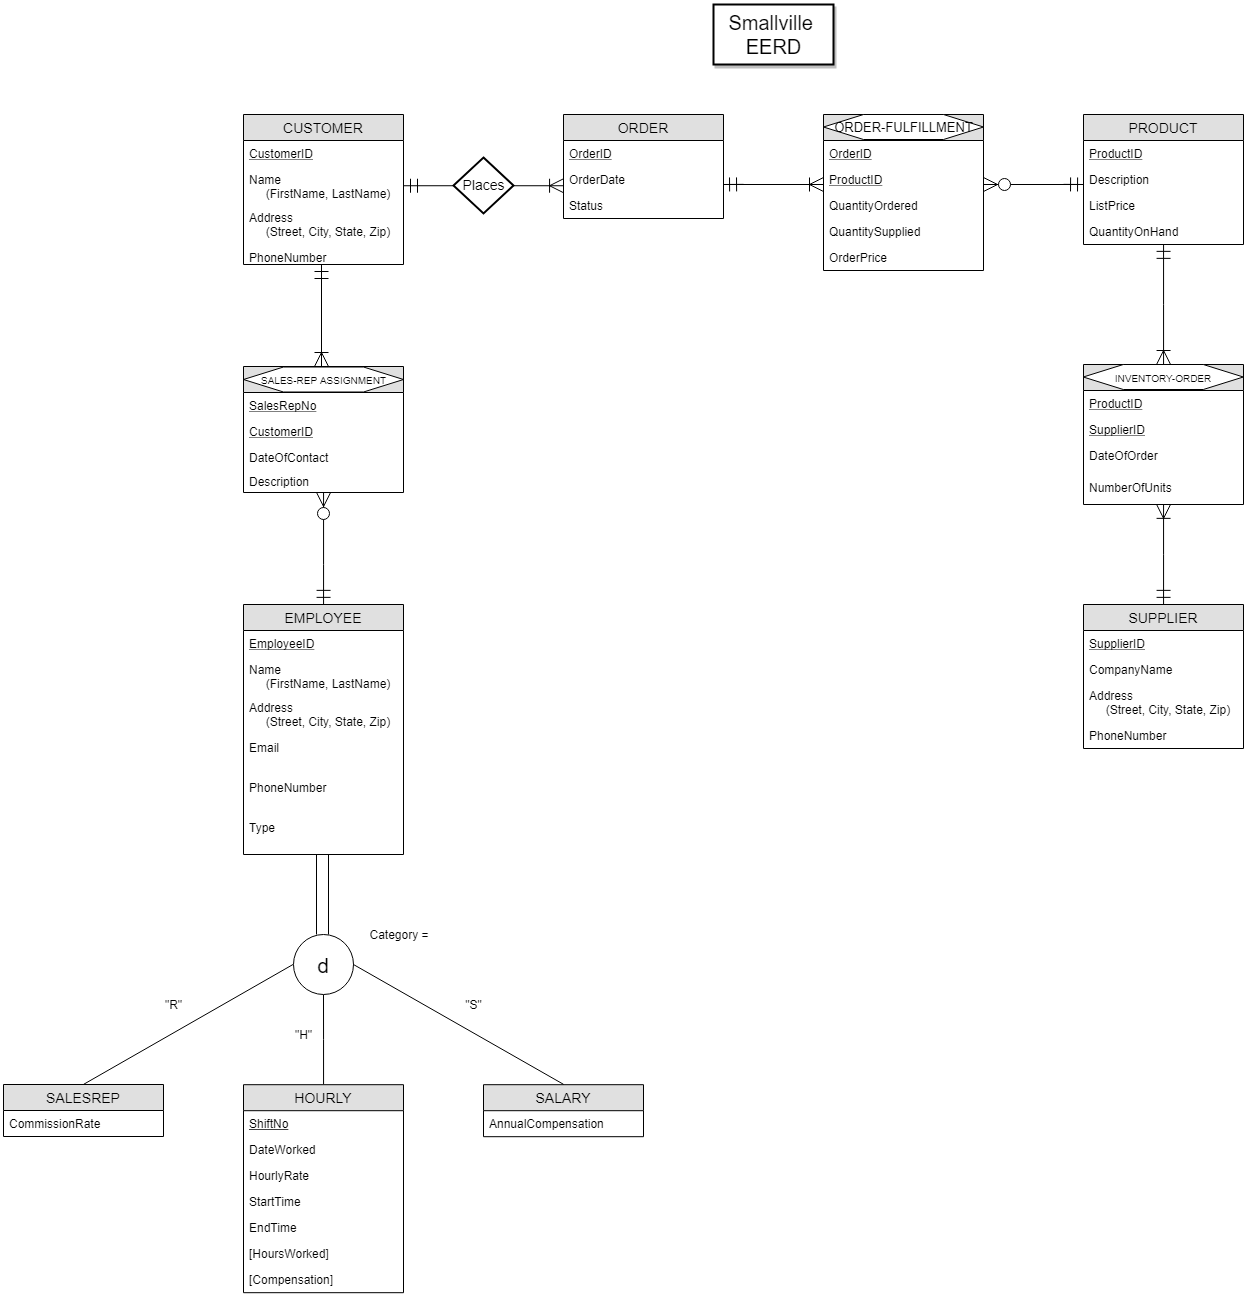 Smallville
EERD
CUSTOMER
CustomerID
Name
(FirstName, LastName)
Address
(Street, City, State, Zip)
PhoneNumber
Places
ORDER
OrderID
OrderDate
Status
ORDER-FULFILLMENT
OrderID
ProductID
QuantityOrdered
QuantitySupplied
OrderPrice
PRODUCT
ProductID
Description
ListPrice
QuantityOnHand
SALES-REP ASSIGNMENT
SalesRepNo
CustomerID
DateOfContact
Description
INVENTORY-ORDER
ProductID
SupplierID
DateOfOrder
NumberOfUnits
EMPLOYEE
EmployeeID
Name
(FirstName, LastName)
Address
(Street, City, State, Zip)
Email
PhoneNumber
Type
SUPPLIER
SupplierID
CompanyName
Address
(Street, City, State, Zip)
PhoneNumber
Category =
d
"R"
"H"
"S"
SALESREP
CommissionRate
HOURLY
ShiftNo
DateWorked
HourlyRate
StartTime
EndTime
[HoursWorked]
[Compensation]
SALARY
AnnualCompensation